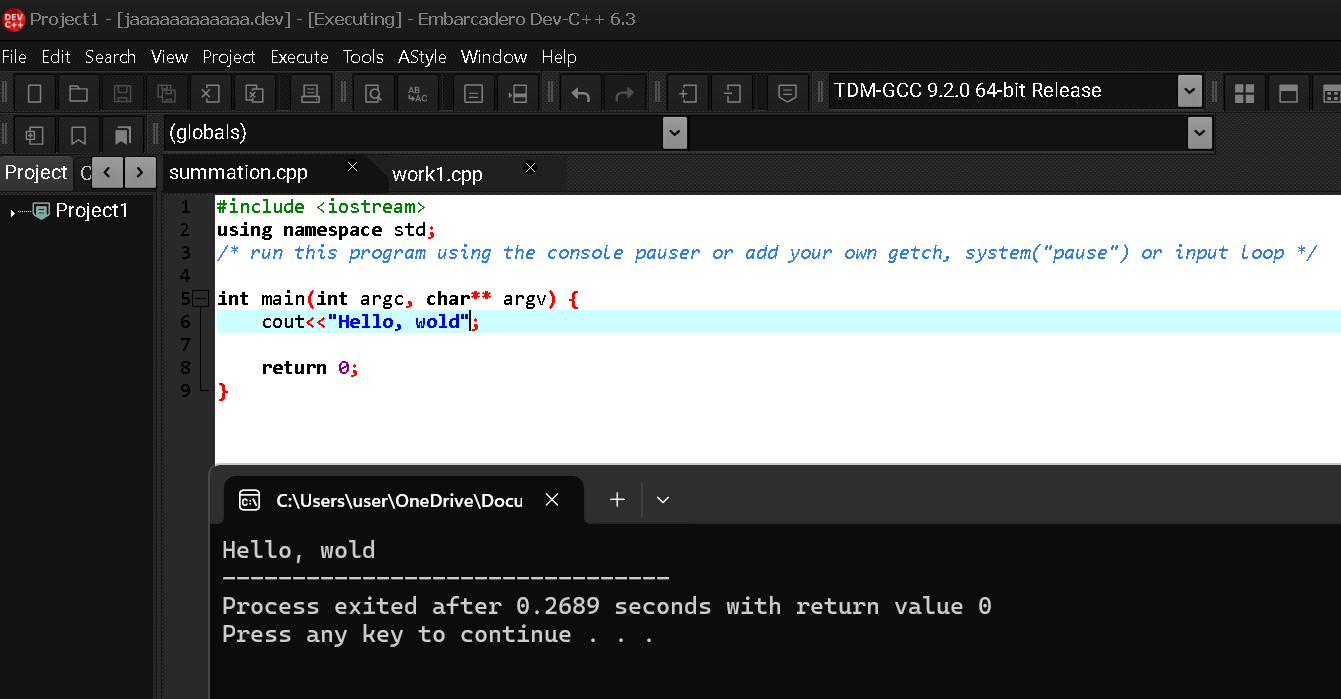 DEV C++ Project1 - [jaaaaaaaaaaaa.dev] - [Executing] - Embarcadero Dev-C++ 6.3
File Edit Search View Project Execute Tools AStyle Window Help
AB AC TDM-GCC 9.2.0 64-bit Release
(globals)
Project C summation.cpp work1.cpp
Project1
1 #include <iostream>
2 using namespace std;
3 /* run this program using the console pauser or add your own getch, system("pause") or input loop */
4
5 int main(int argc, char** argv) {
6 cout<<"Hello, wold";
7
8 return 0;
9 }
C:\ C:\Users\user\OneDrive\Docu
Hello, wold
--------------------------------
Process exited after 0.2689 seconds with return value 0
Press any key to continue . . .